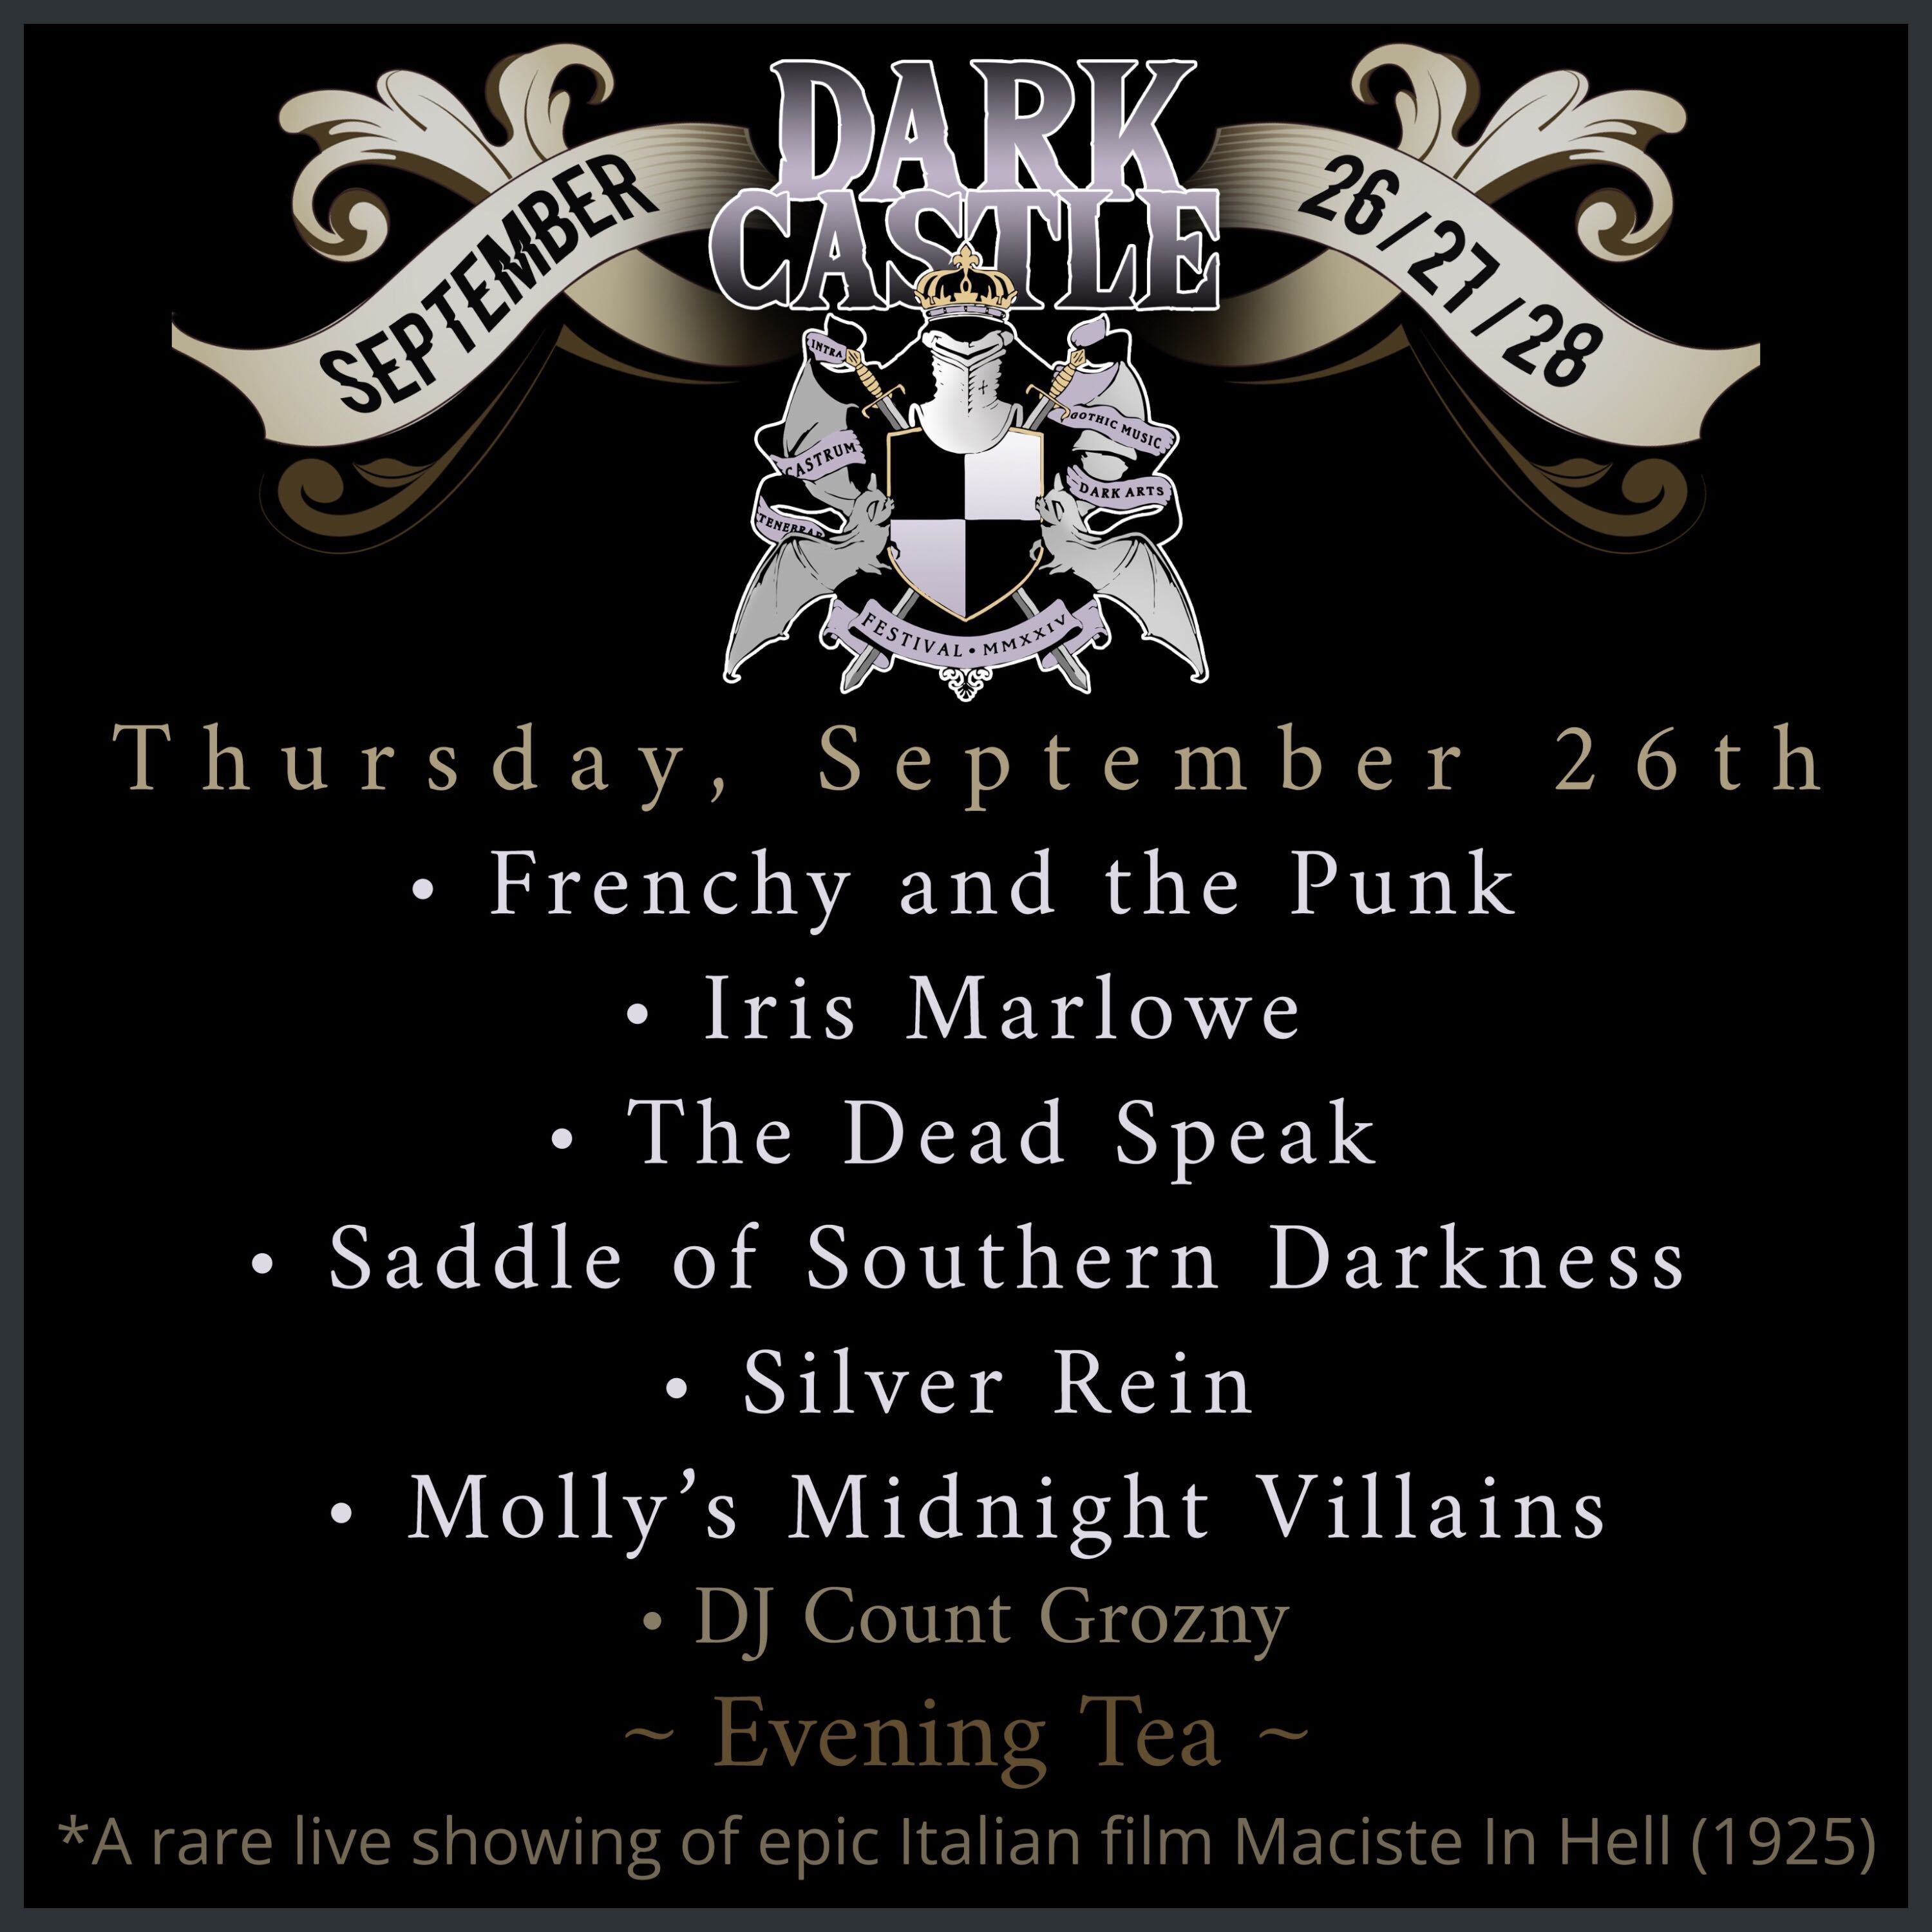 DARK
CASTLE
SEPTEMBER
26/27/28
INTRA
CASTRUM
TENEBRAE
GOTHIC MUSIC
DARK ARTS
FESTIVAL • MMXXIV
Thursday, September 26th
• Frenchy and the Punk
• Iris Marlowe
• The Dead Speak
• Saddle of Southern Darkness
• Silver Rein
• Molly’s Midnight Villains
• DJ Count Grozny
~ Evening Tea ~
*A rare live showing of epic Italian film Maciste In Hell (1925)